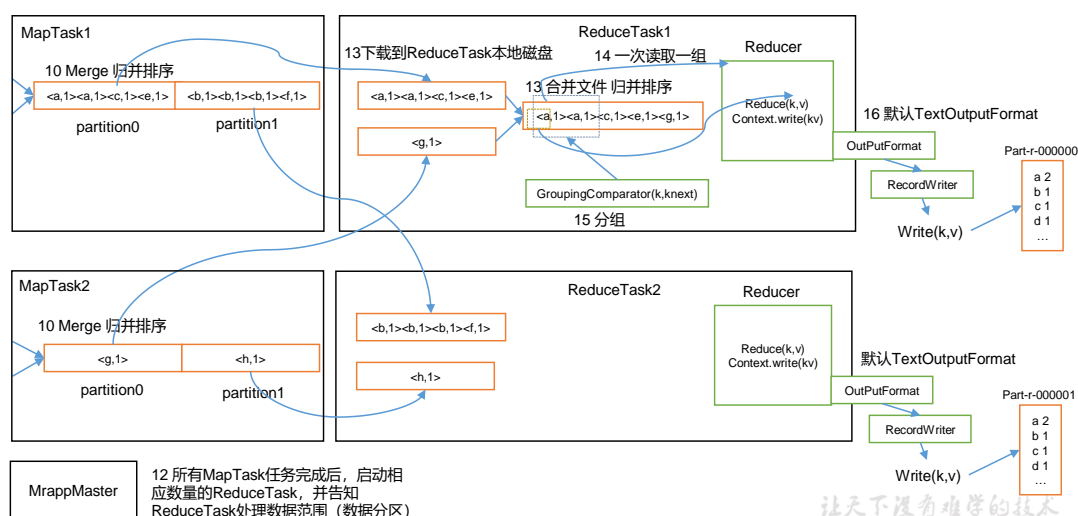 MapTask1
10 Merge 归并排序
<a,1><a,1><c,1><e,1>
<b,1><b,1><b,1><f,1>
partition0
partition1
ReduceTask1
13下载到ReduceTask本地磁盘
14 一次读取一组
Reducer
<a,1><a,1><c,1><e,1>
13 合并文件 归并排序
<a,1><a,1><c,1><e,1><g,1>
<g,1>
Reduce(k,v)
Context.write(kv)
GroupingComparator(k,knext)
15 分组
16 默认TextOutputFormat
OutPutFormat
RecordWriter
Write(k,v)
Part-r-000000
a 2
b 1
c 1
d 1
…
MapTask2
10 Merge 归并排序
<g,1>
<h,1>
partition0
partition1
ReduceTask2
Reducer
<b,1><b,1><b,1><f,1>
<h,1>
Reduce(k,v)
Context.write(kv)
默认TextOutputFormat
OutPutFormat
RecordWriter
Write(k,v)
Part-r-000001
a 2
b 1
c 1
d 1
…
MrappMaster
12 所有MapTask任务完成后，启动相
应数量的ReduceTask，并告知
ReduceTask处理数据范围（数据分区）
让天下没有难学的技术